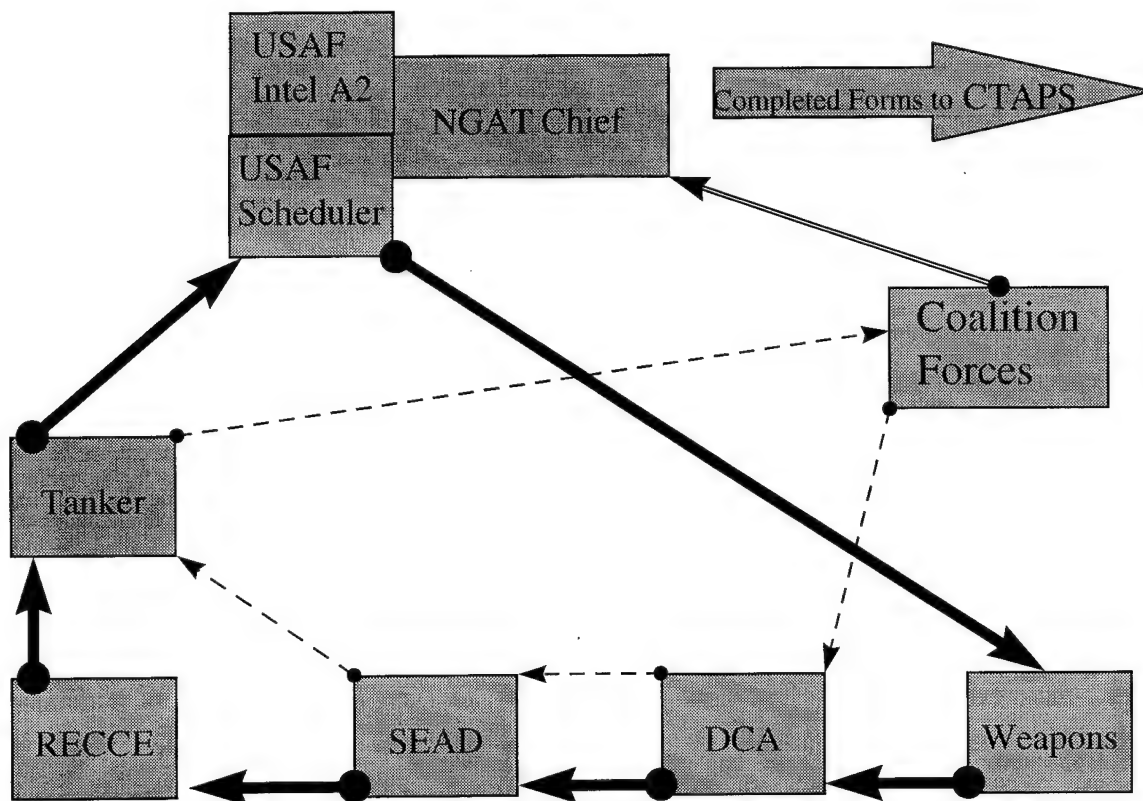 USAF
Intel A2
NGAT Chief
Completed Forms to CTAPS
USAF
Scheduler
Coalition
Forces
Tanker
RECCE
SEAD
DCA
Weapons